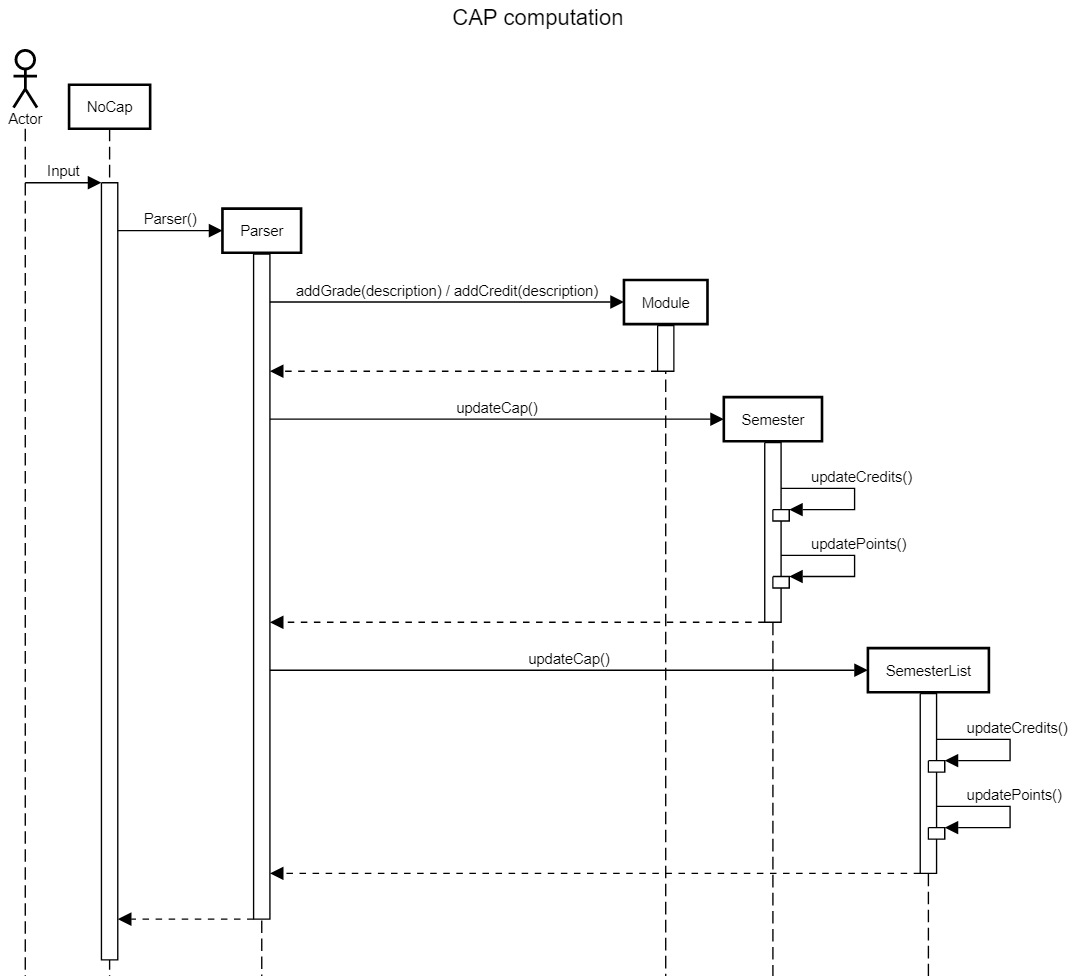 CAP computation
Actor
NoCap
Input
Parser()
Parser
addGrade(description) / addCredit(description)
Module
updateCap()
Semester
updateCredits()
updatePoints()
updateCap()
SemesterList
updateCredits()
updatePoints()